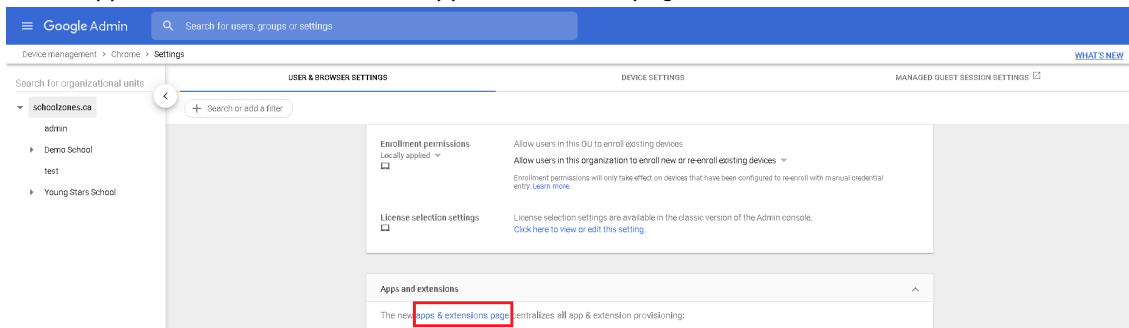 Google Admin
Search for users, groups or settings
Device management > Chrome > Settings
WHAT'S NEW
Search for organizational units
USER & BROWSER SETTINGS
DEVICE SETTINGS
MANAGED GUEST SESSION SETTINGS
schoolzones.ca
+ Search or add a filter
admin
Demo School
test
Young Stars School
Enrollment permissions
Locally applied
Allow users in this OU to enroll existing devices
Allow users in this organization to enroll new or re-enroll existing devices
Enrollment permissions will only take effect on devices that have been configured to re-enroll with manual credential
entry. Learn more.
License selection settings
License selection settings are available in the classic version of the Admin console.
Click here to view or edit this setting.
Apps and extensions
The new apps & extensions page centralizes all app & extension provisioning: